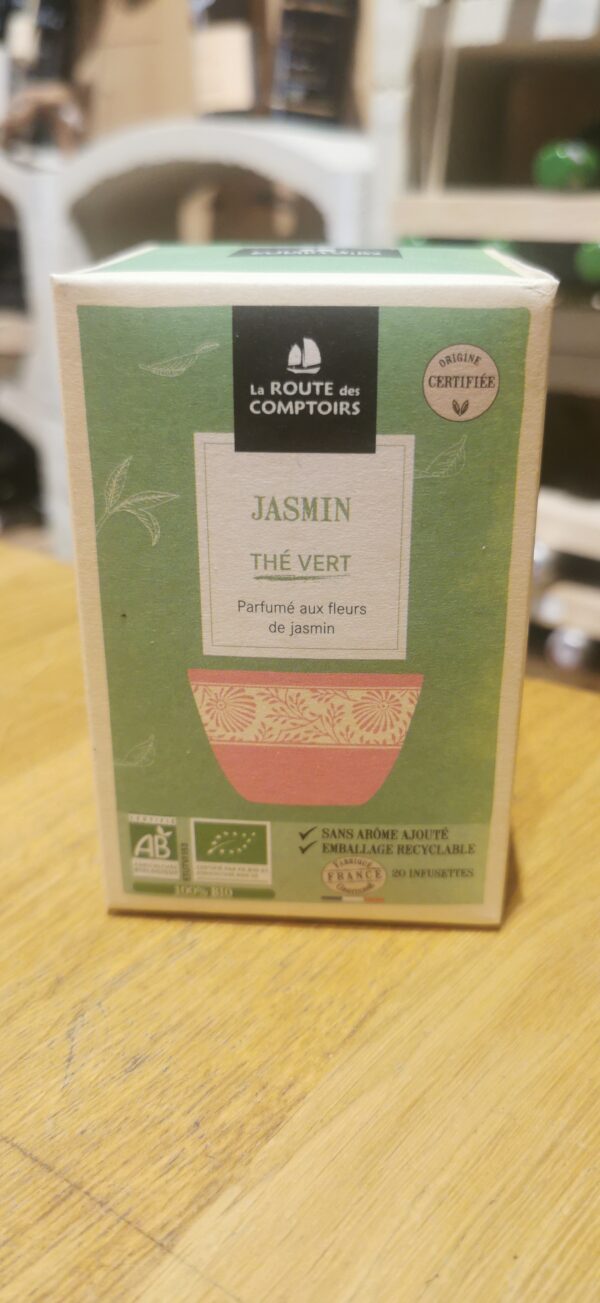 La ROUTE des
COMPTOIRS
ORIGINE
CERTIFIÉE
JASMIN
THÉ VERT
Parfumé aux fleurs
de jasmin
AB
SANS ARÔME AJOUTÉ
EMBALLAGE RECYCLABLE
FRANCE
20 INFUSETTES
100% BIO